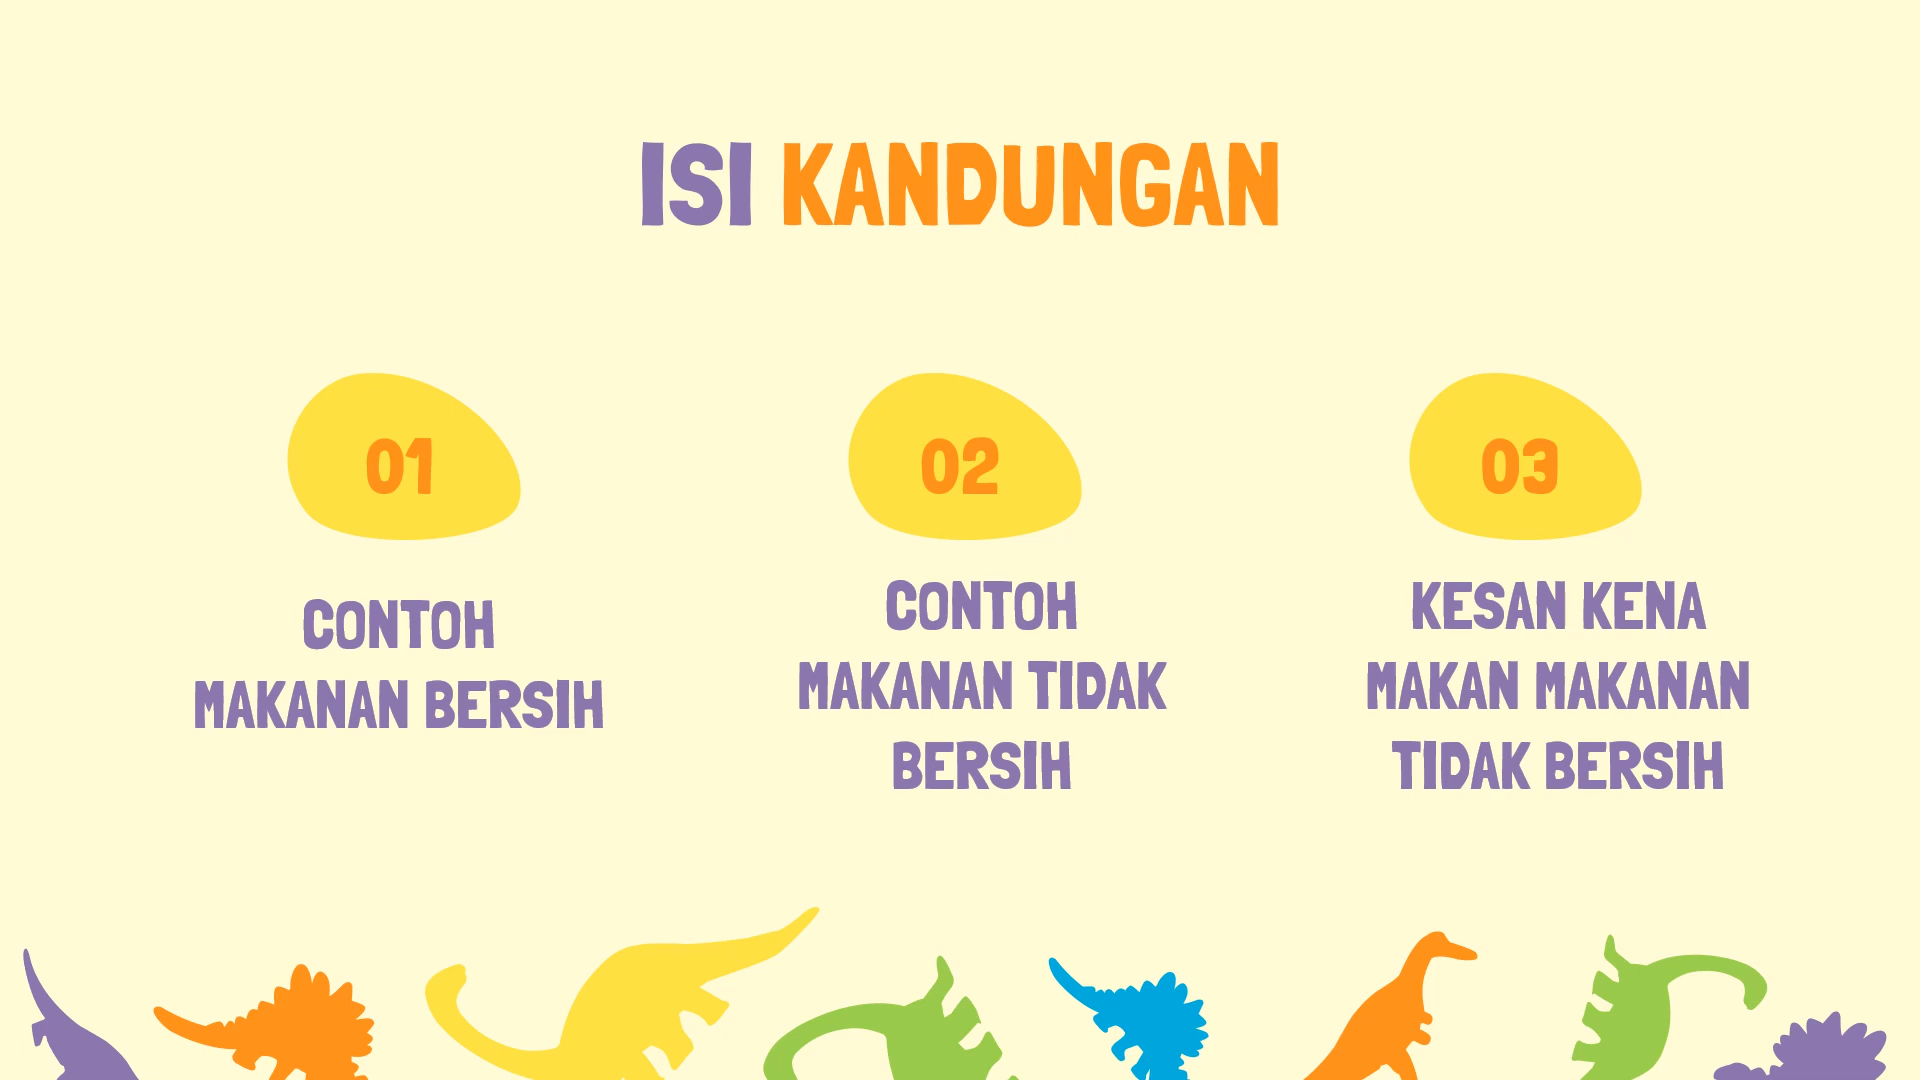 ISI KANDUNGAN
01
CONTOH
MAKANAN BERSIH
02
CONTOH
MAKANAN TIDAK
BERSIH
03
KESAN KENA
MAKAN MAKANAN
TIDAK BERSIH